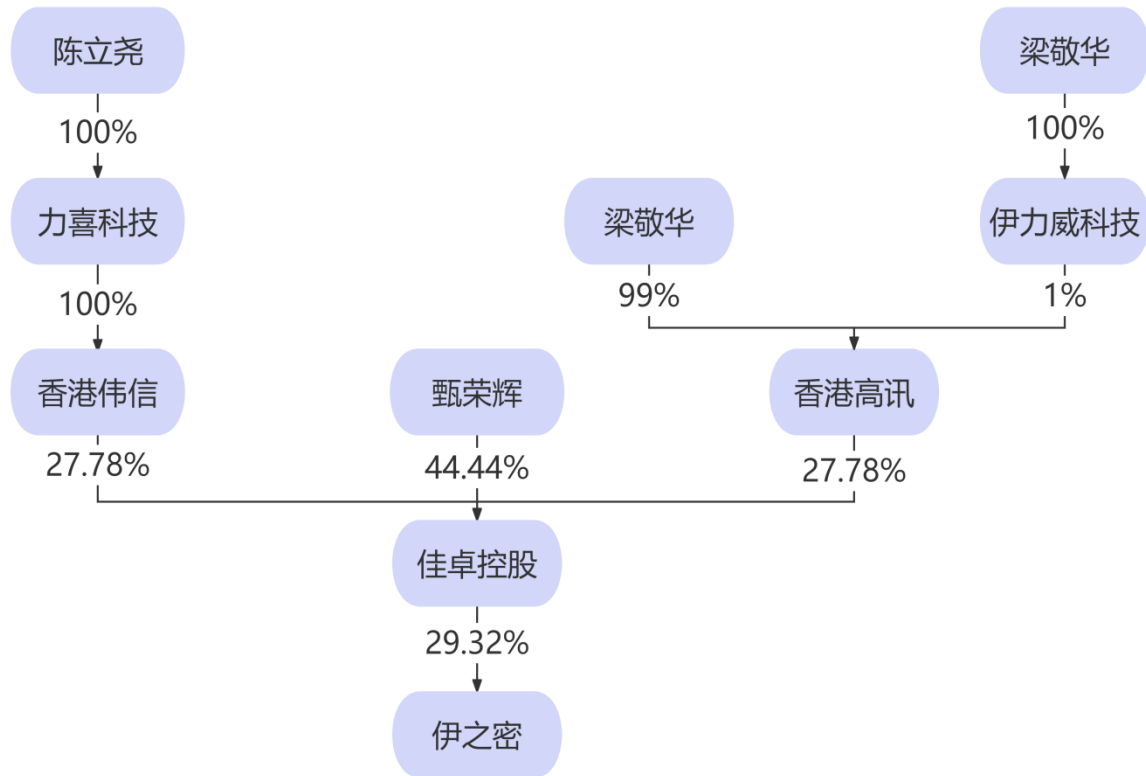 陈立尧
梁敬华
100%
100%
力喜科技
梁敬华
伊力威科技
100%
99%
1%
香港伟信
甄荣辉
香港高讯
27.78%
44.44%
27.78%
佳卓控股
29.32%
伊之密